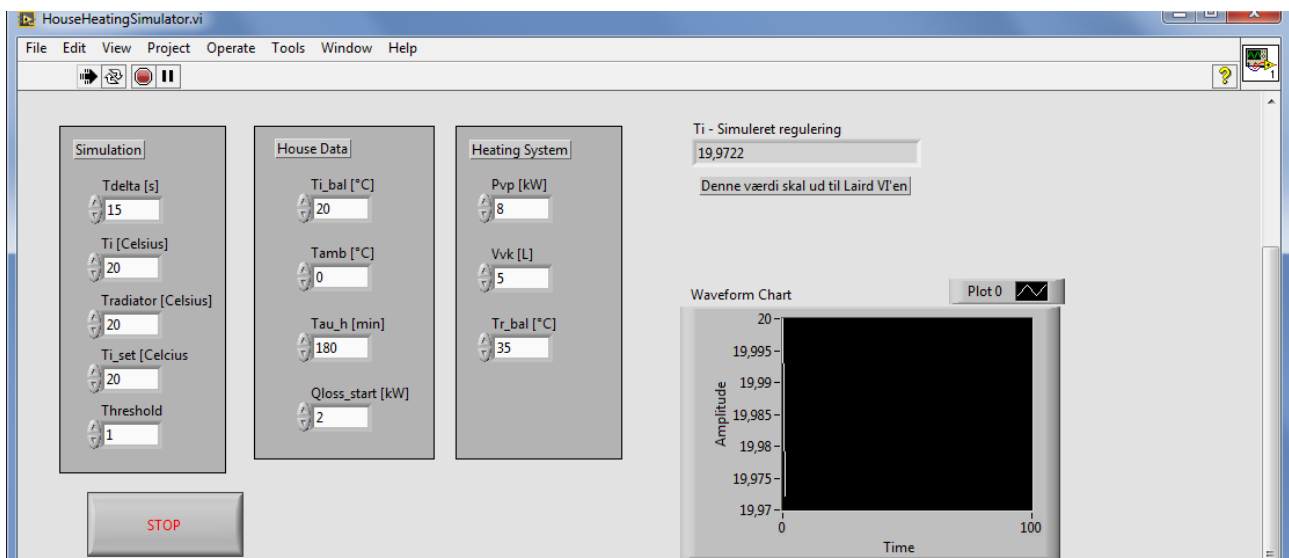 HouseHeatingSimulator.vi
File Edit View Project Operate Tools Window Help
1
Simulation
Tdelta [s]
15
Ti [Celsius]
20
Tradiator [Celsius]
20
Ti_set [Celcius
20
Threshold
1
STOP
House Data
Ti_bal [°C]
20
Tamb [°C]
0
Tau_h [min]
180
Qloss_start [kW]
2
Heating System
Pvp [kW]
8
Vvk [L]
5
Tr_bal [°C]
35
Ti - Simuleret regulering
19,9722
Denne værdi skal ud til Laird VI'en
Waveform Chart
Plot 0
Amplitude
20
19,995
19,99
19,985
19,98
19,975
19,97
0 100
Time